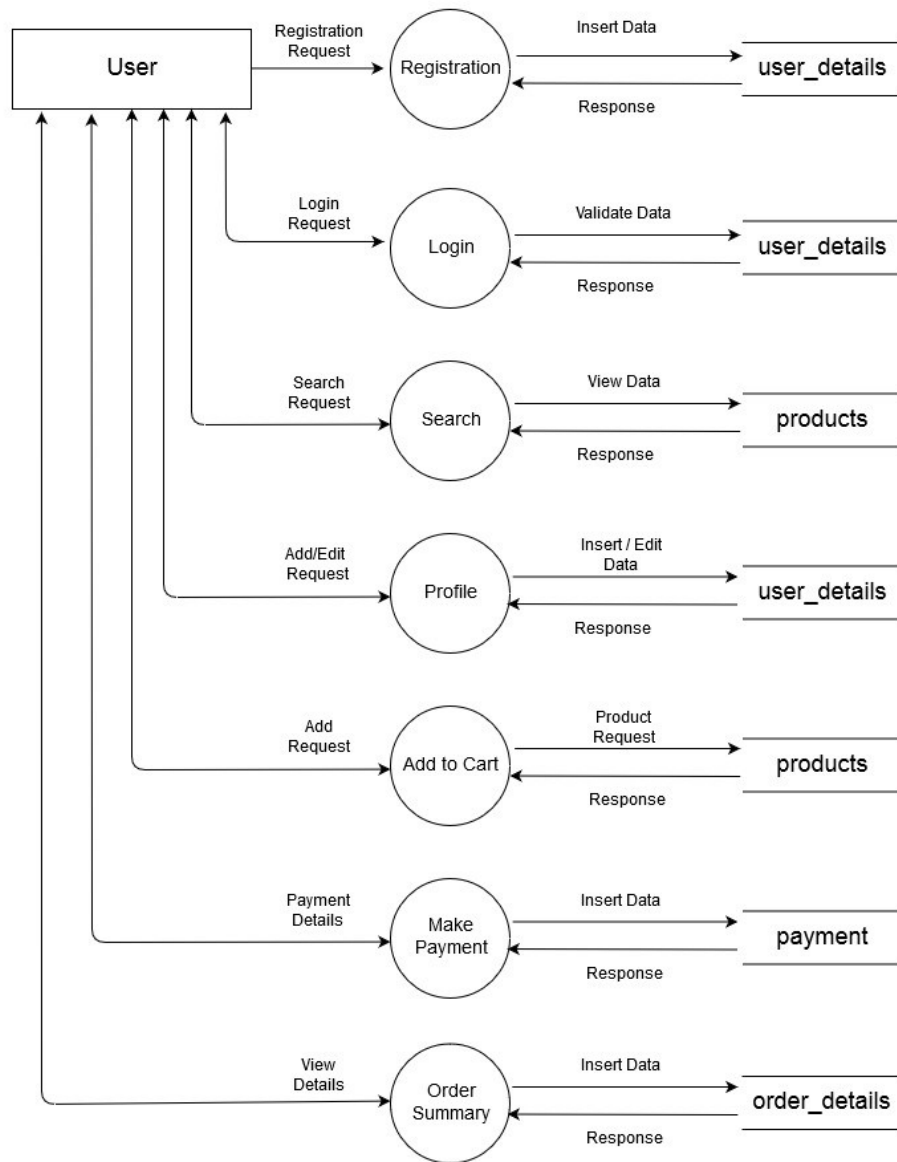 User
Registration
Request
Registration
Insert Data
Response
user_details
Login
Request
Login
Validate Data
Response
user_details
Search
Request
Search
View Data
Response
products
Add/Edit
Request
Profile
Insert / Edit
Data
Response
user_details
Add
Request
Add to Cart
Product
Request
Response
products
Payment
Details
Make
Payment
Insert Data
Response
payment
View
Details
Order
Summary
Insert Data
Response
order_details